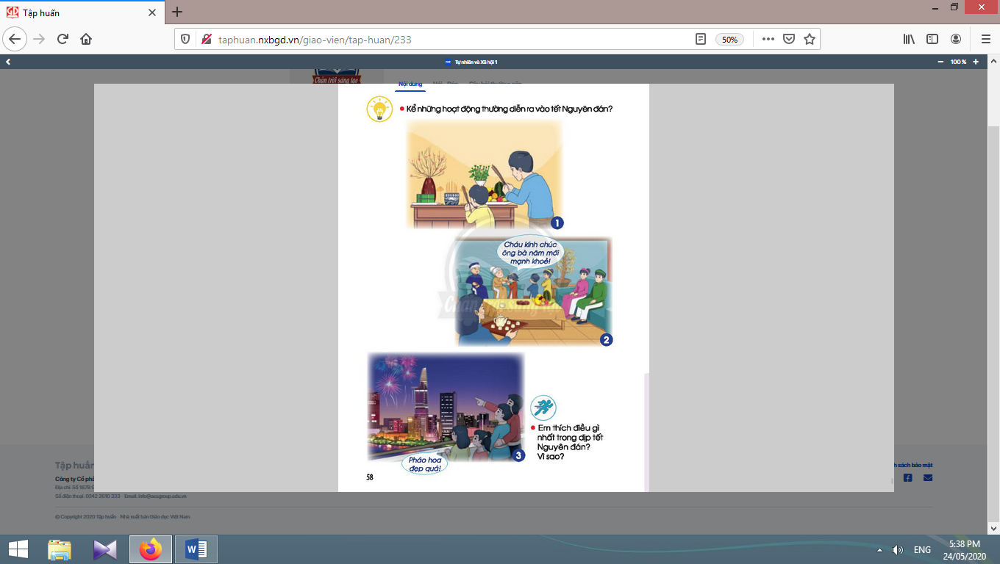 Tập huấn
taphuan.nxbgd.vn/giao-vien/tap-huan/233
50%
Tự nhiên và Xã hội 1
100 %
Chân trời sáng tạo
Nội dung
Kể những hoạt động thường diễn ra vào tết Nguyên đán?
1
Cháu kính chúc
ông bà năm mới
mạnh khoẻ!
Chân trời sáng tạo
2
Em thích điều gì
nhất trong dịp tết
Nguyên đán?
Vì sao?
3
Pháo hoa
đẹp quá!
58
Tập huấn
Công ty Cổ
Địa chỉ: Số 187B
Số điện thoại: 0242 2610 333 Email: info@aesgroup.edu.vn
h sách bảo mật
© Copyright 2020 Tập huấn - Nhà xuất bản Giáo dục Việt Nam
ENG
5:38 PM
24/05/2020